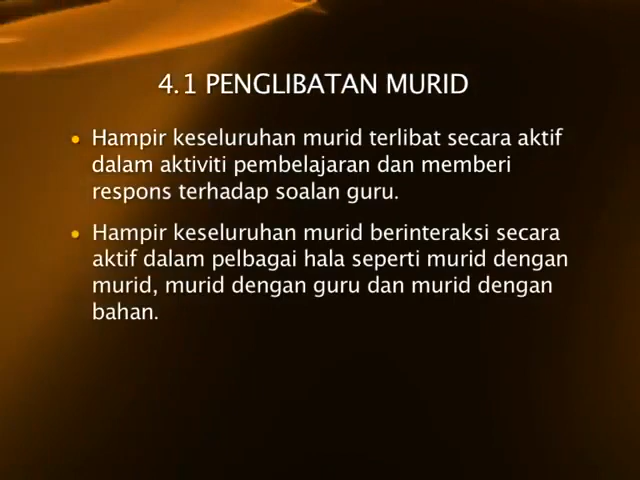 4.1 PENGLIBATAN MURID
• Hampir keseluruhan murid terlibat secara aktif
dalam aktiviti pembelajaran dan memberi
respons terhadap soalan guru.
• Hampir keseluruhan murid berinteraksi secara
aktif dalam pelbagai hala seperti murid dengan
murid, murid dengan guru dan murid dengan
bahan.